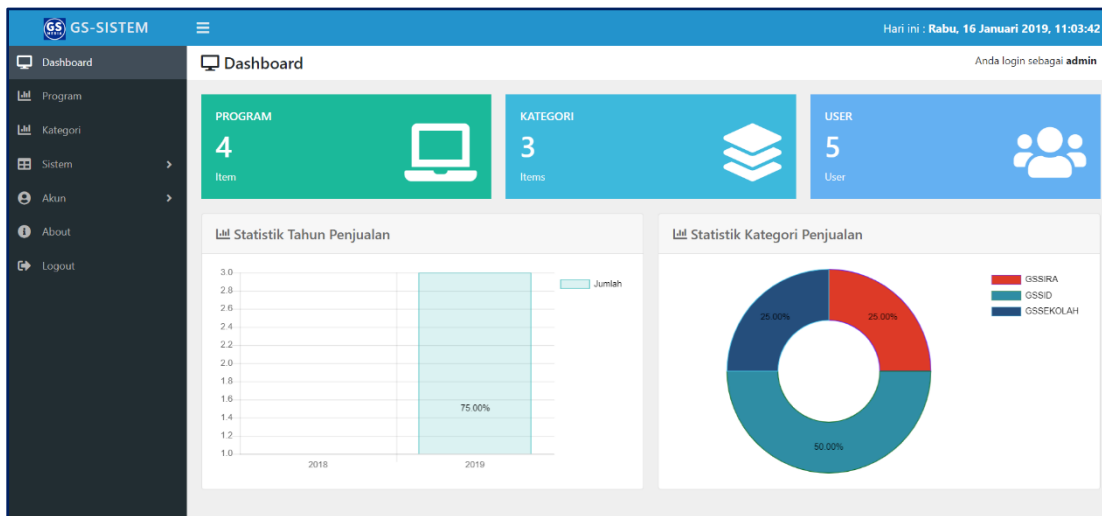 GS GS-SISTEM
Hari ini : Rabu, 16 Januari 2019, 11:03:42
Dashboard
Program
Kategori
Sistem
Akun
About
Logout
Dashboard
Anda login sebagai admin
PROGRAM
4
Item
KATEGORI
3
Items
USER
5
User
Statistik Tahun Penjualan
3.0
2.8
2.6
2.4
2.2
2.0
1.8
1.6
1.4
1.2
1.0
75.00%
2018
2019
Jumlah
Statistik Kategori Penjualan
25.00%
25.00%
50.00%
GSSIRA
GSSID
GSSEKOLAH